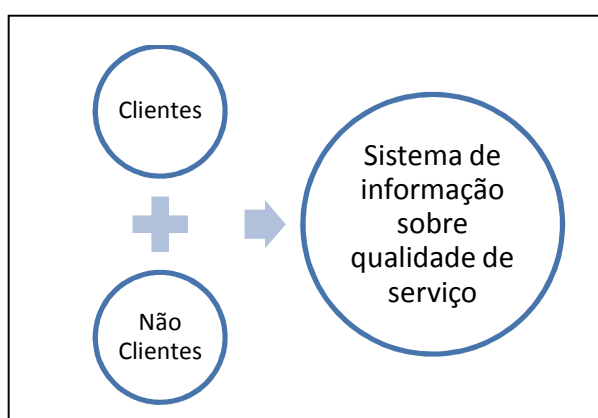 Clientes
Não
Clientes
Sistema de
informação
sobre
qualidade de
serviço